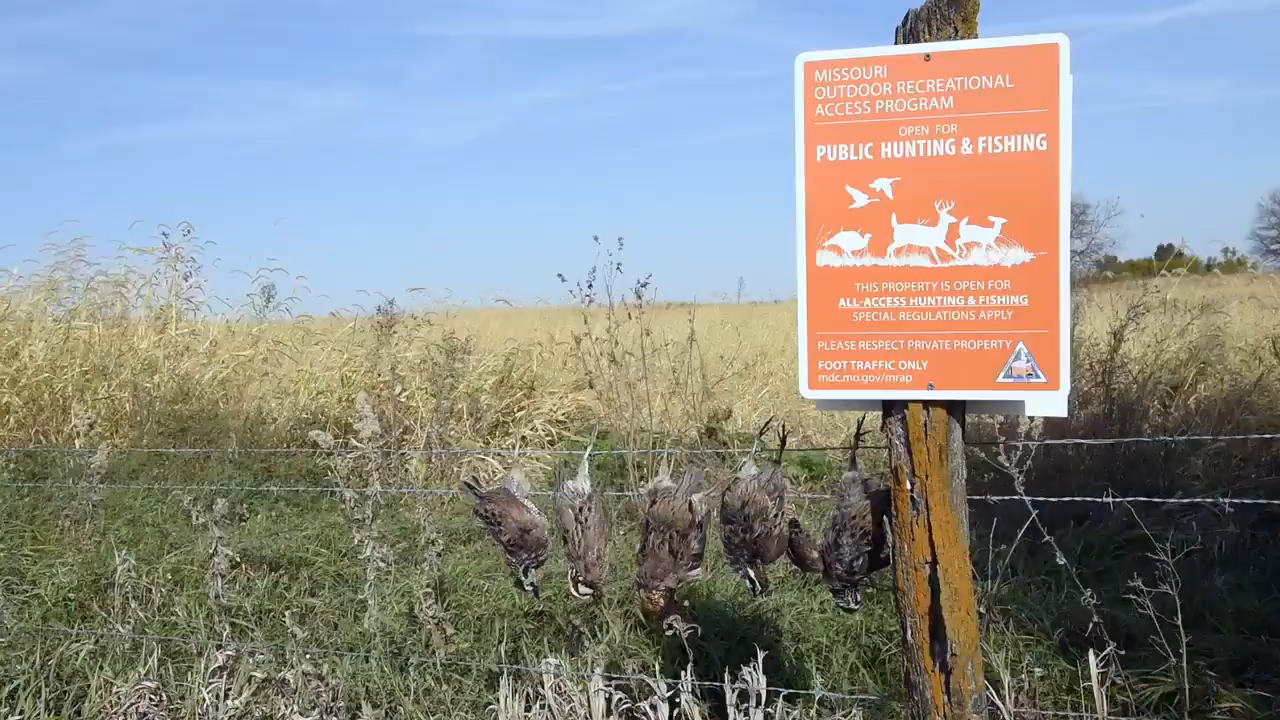 MISSOURI
OUTDOOR RECREATIONAL
ACCESS PROGRAM
OPEN FOR
PUBLIC HUNTING & FISHING
THIS PROPERTY IS OPEN FOR
ALL-ACCESS HUNTING & FISHING
SPECIAL REGULATIONS APPLY
PLEASE RESPECT PRIVATE PROPERTY
FOOT TRAFFIC ONLY
mdc.mo.gov/mrap